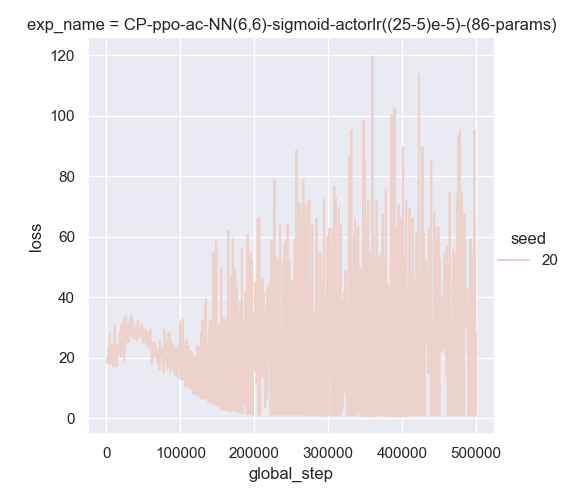 exp_name = CP-ppo-ac-NN(6,6)-sigmoid-actorlr((25-5)e-5)-(86-params)
120
100
80
60
40
20
0
loss
0 100000 200000 300000 400000 500000
global_step
seed
20